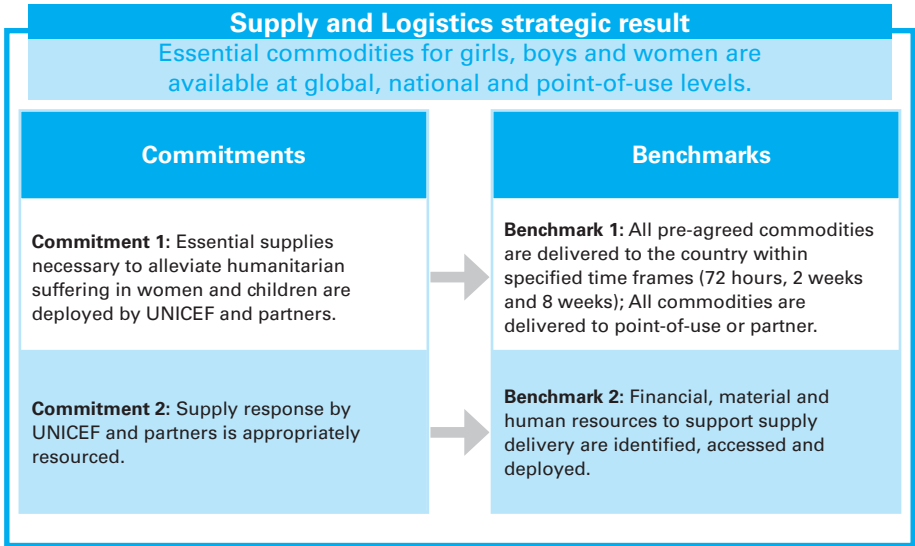 Supply and Logistics strategic result
Essential commodities for girls, boys and women are
available at global, national and point-of-use levels.
Commitments
Benchmarks
Commitment 1: Essential supplies
necessary to alleviate humanitarian
suffering in women and children are
deployed by UNICEF and partners.
Benchmark 1: All pre-agreed commodities
are delivered to the country within
specified time frames (72 hours, 2 weeks
and 8 weeks); All commodities are
delivered to point-of-use or partner.
Commitment 2: Supply response by
UNICEF and partners is appropriately
resourced.
Benchmark 2: Financial, material and
human resources to support supply
delivery are identified, accessed and
deployed.